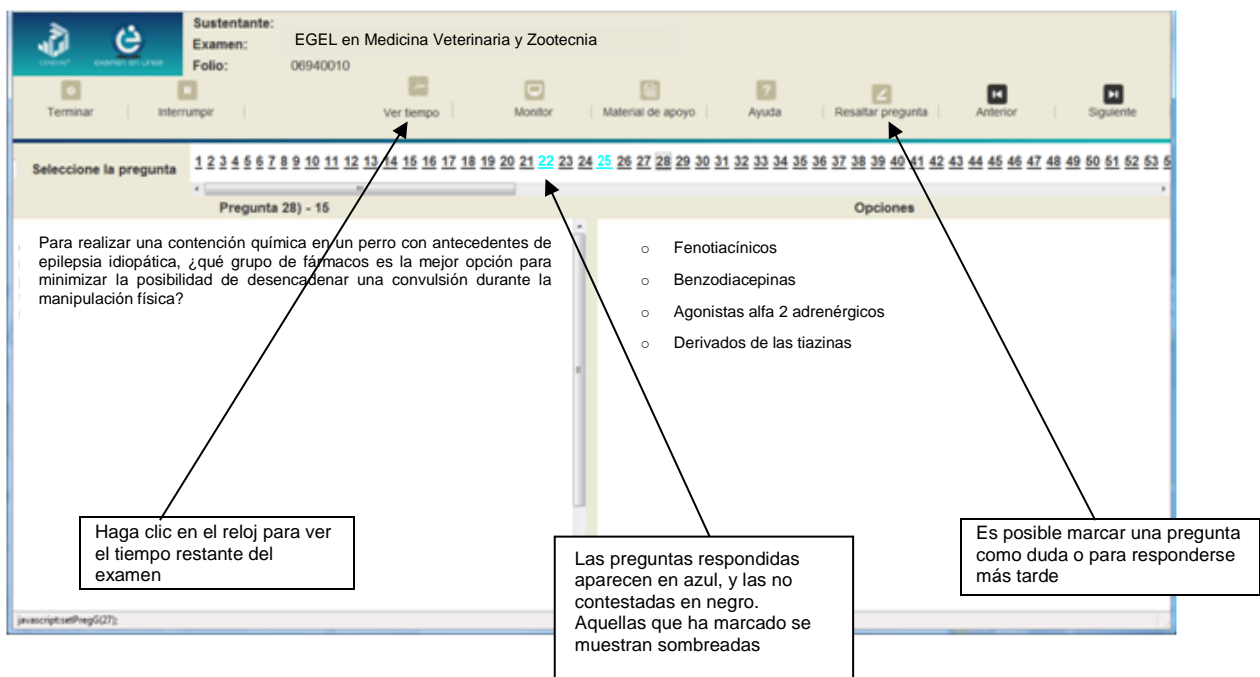 Sustentante:
Examen: EGEL en Medicina Veterinaria y Zootecnia
Folio: 06940010
examen en línea
Terminar Interrumpir Ver tiempo Monitor Material de apoyo Ayuda Resaltar pregunta Anterior Siguiente
Seleccione la pregunta 1 2 3 4 5 6 7 8 9 10 11 12 13 14 15 16 17 18 19 20 21 22 23 24 25 26 27 28 29 30 31 32 33 34 35 36 37 38 39 40 41 42 43 44 45 46 47 48 49 50 51 52 53 5
Pregunta 28) - 15 Opciones
Para realizar una contención química en un perro con antecedentes de
epilepsia idiopática, ¿qué grupo de fármacos es la mejor opción para
minimizar la posibilidad de desencadenar una convulsión durante la
manipulación física?
Fenotiacínicos
Benzodiacepinas
Agonistas alfa 2 adrenérgicos
Derivados de las tiazinas
Haga clic en el reloj para ver
el tiempo restante del
examen
Las preguntas respondidas
aparecen en azul, y las no
contestadas en negro.
Aquellas que ha marcado se
muestran sombreadas
Es posible marcar una pregunta
como duda o para responderse
más tarde
javascript:setPregG(27);